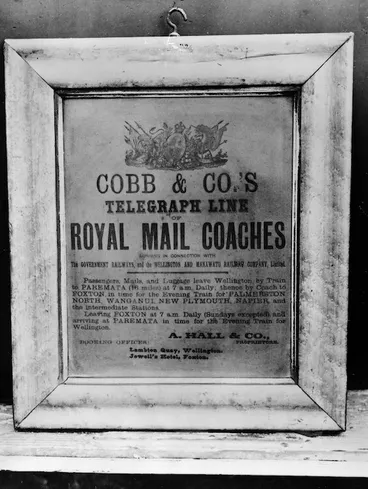 COBB & CO.'S
TELEGRAPH LINE
OF
ROYAL MAIL COACHES
RUNNING IN CONNECTION WITH
The GOVERNMENT RAILWAYS, and the WELLINGTON AND MANAWATU RAILWAY COMPANY, Limited
Passengers, Mails, and Luggage leave Wellington, by Train
to PAREMATA (16 miles) at 7 a.m. Daily; thence by Coach to
FOXTON, in time for the Evening Train for PALMERSTON
NORTH, WANGANUI, NEW PLYMOUTH, NAPIER, and
the intermediate Stations.
Leaving FOXTON at 7 a.m. Daily (Sundays excepted) and
arriving at PAREMATA in time for the Evening Train for
Wellington.
A. HALL & CO.,
BOOKING OFFICES: PROPRIETORS.
Lambton Quay, Wellington.
Jowett's Hotel, Foxton.